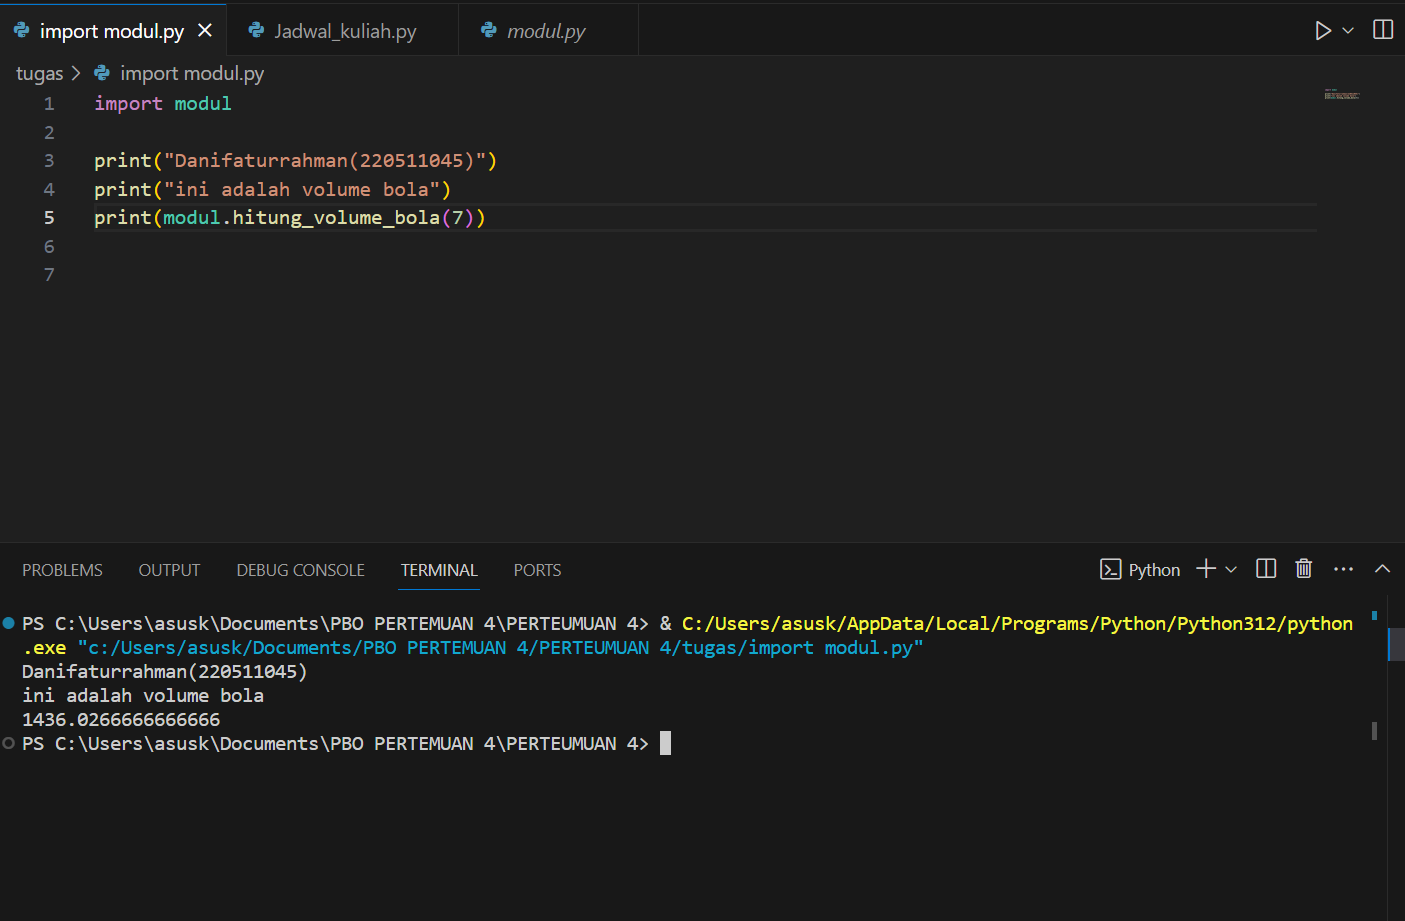 import modul.py
Jadwal_kuliah.py
modul.py
tugas > import modul.py
1 import modul
2
3 print("Danifaturrahman(220511045)")
4 print("ini adalah volume bola")
5 print(modul.hitung_volume_bola(7))
6
7
PROBLEMS OUTPUT DEBUG CONSOLE TERMINAL PORTS
Python
PS C:\Users\asusk\Documents\PBO PERTEMUAN 4\PERTEUMUAN 4> & C:/Users/asusk/AppData/Local/Programs/Python/Python312/python
.exe "c:/Users/asusk/Documents/PBO PERTEMUAN 4/PERTEUMUAN 4/tugas/import modul.py"
Danifaturrahman(220511045)
ini adalah volume bola
1436.0266666666666
PS C:\Users\asusk\Documents\PBO PERTEMUAN 4\PERTEUMUAN 4>